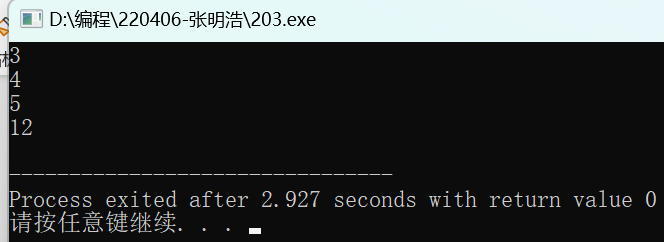 D:\编程\220406-张明浩\203.exe
3
4
5
12
--------------------------------
Process exited after 2.927 seconds with return value 0
请按任意键继续. . .